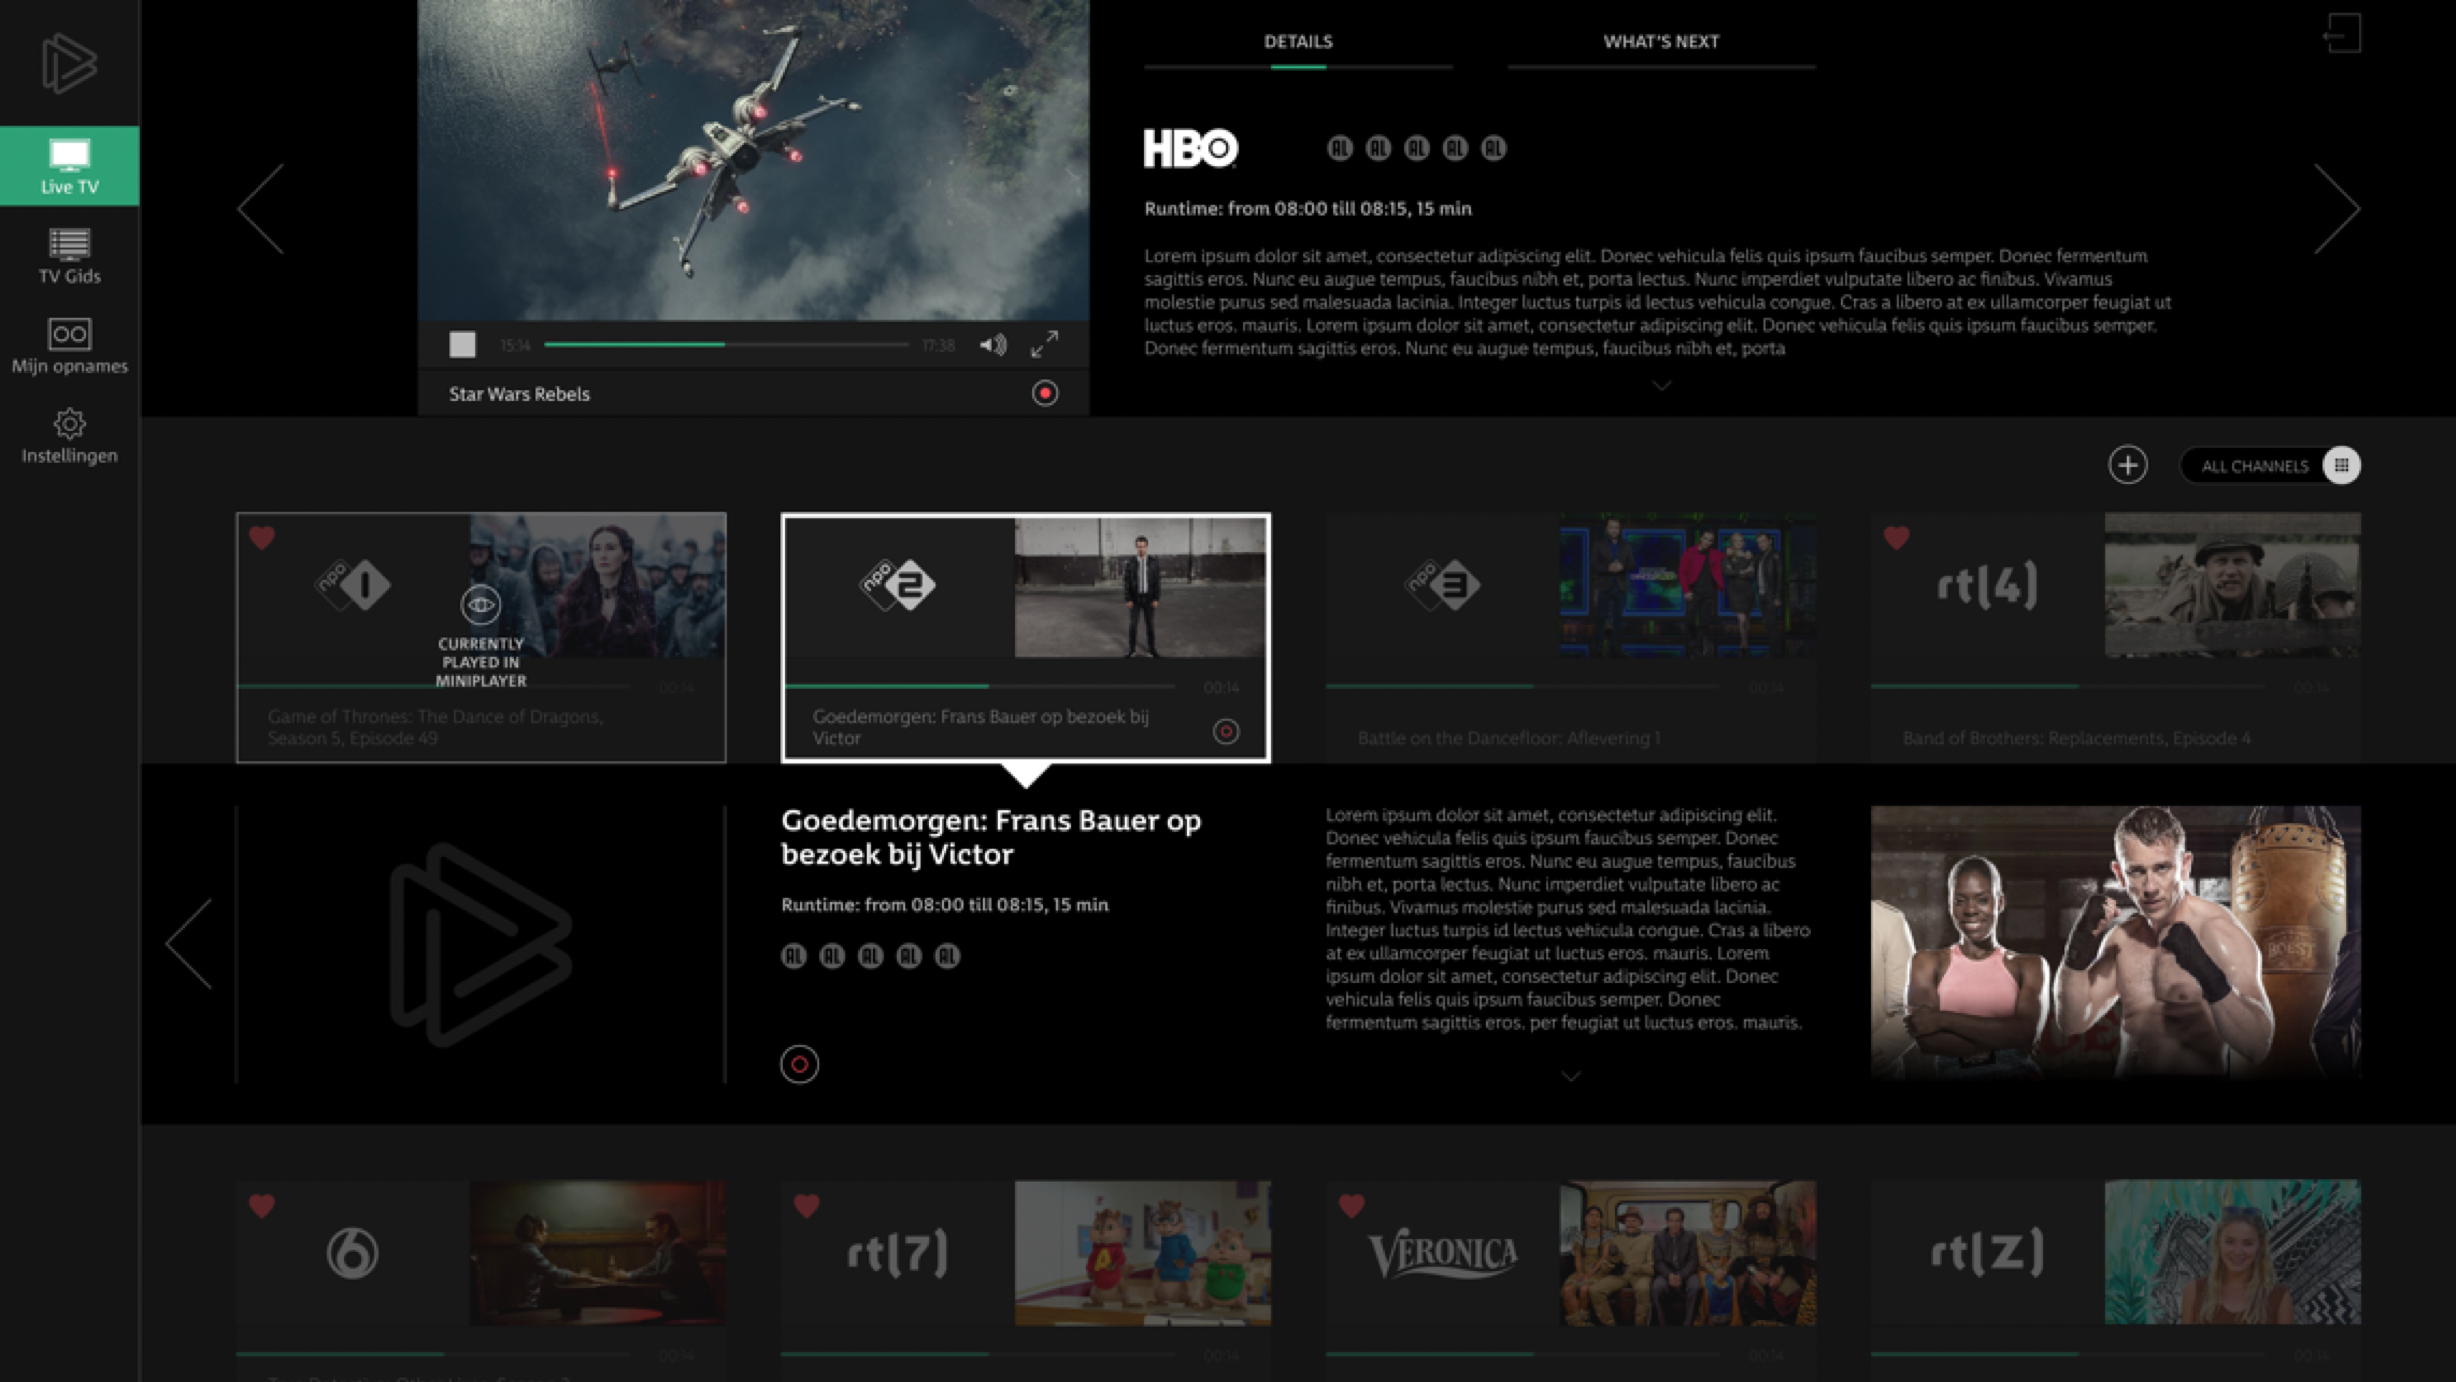 DETAILS
WHAT'S NEXT
Live TV
TV Gids
Mijn opnames
Instellingen
HBO
AL AL AL AL AL
Runtime: from 08:00 till 08:15, 15 min
Lorem ipsum dolor sit amet, consectetur adipiscing elit. Donec vehicula felis quis ipsum faucibus semper. Donec fermentum
sagittis eros. Nunc eu augue tempus, faucibus nibh et, porta lectus. Nunc imperdiet vulputate libero ac finibus. Vivamus
molestie purus sed malesuada lacinia. Integer luctus turpis id lectus vehicula congue. Cras a libero at ex ullamcorper feugiat ut
luctus eros. mauris. Lorem ipsum dolor sit amet, consectetur adipiscing elit. Donec vehicula felis quis ipsum faucibus semper.
Donec fermentum sagittis eros. Nunc eu augue tempus, faucibus nibh et, porta
15:14
17:38
Star Wars Rebels
ALL CHANNELS
npo 1
CURRENTLY
PLAYED IN
MINIPLAYER
00:14
Game of Thrones: The Dance of Dragons,
Season 5, Episode 49
npo 2
00:14
Goedemorgen: Frans Bauer op bezoek bij
Victor
npo 3
00:14
Battle on the Dancefloor: Aflevering 1
rtl 4
00:14
Band of Brothers: Replacements, Episode 4
Goedemorgen: Frans Bauer op
bezoek bij Victor
Runtime: from 08:00 till 08:15, 15 min
AL AL AL AL AL
Lorem ipsum dolor sit amet, consectetur adipiscing elit.
Donec vehicula felis quis ipsum faucibus semper. Donec
fermentum sagittis eros. Nunc eu augue tempus, faucibus
nibh et, porta lectus. Nunc imperdiet vulputate libero ac
finibus. Vivamus molestie purus sed malesuada lacinia.
Integer luctus turpis id lectus vehicula congue. Cras a libero
at ex ullamcorper feugiat ut luctus eros. mauris. Lorem
ipsum dolor sit amet, consectetur adipiscing elit. Donec
vehicula felis quis ipsum faucibus semper. Donec
fermentum sagittis eros. per feugiat ut luctus eros. mauris.
BOEST
6
00:14
rtl 7
00:14
VERONICA
00:14
rtl Z
00:14